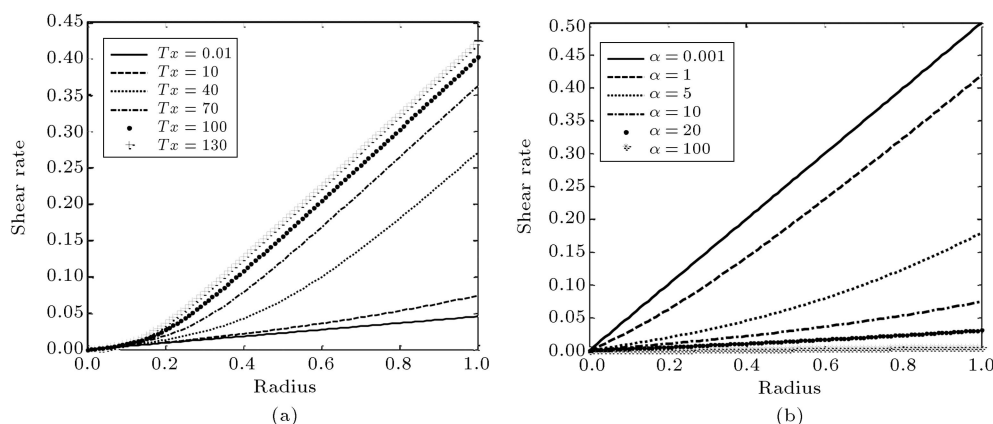 0.45
0.40
0.35
0.30
0.25
0.20
0.15
0.10
0.05
0.00
Shear rate
Tx = 0.01
Tx = 10
Tx = 40
Tx = 70
Tx = 100
Tx = 130
0.0 0.2 0.4 0.6 0.8 1.0
Radius
(a)
0.50
0.45
0.40
0.35
0.30
0.25
0.20
0.15
0.10
0.05
0.00
Shear rate
α = 0.001
α = 1
α = 5
α = 10
α = 20
α = 100
0.0 0.2 0.4 0.6 0.8 1.0
Radius
(b)